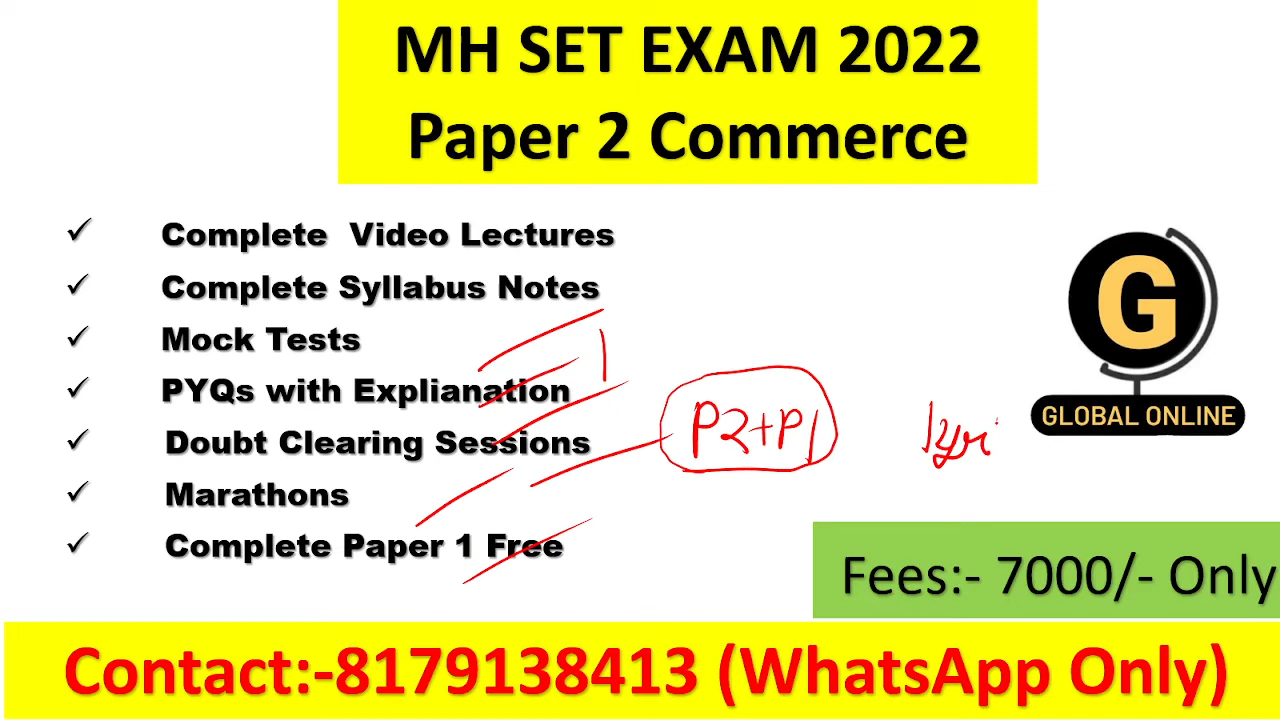 MH SET EXAM 2022
Paper 2 Commerce
✓ Complete Video Lectures
✓ Complete Syllabus Notes
✓ Mock Tests
✓ PYQs with Explianation
✓ Doubt Clearing Sessions
✓ Marathons
✓ Complete Paper 1 Free
P2+P1
G
GLOBAL ONLINE
Fees:- 7000/- Only
Contact:-8179138413 (WhatsApp Only)